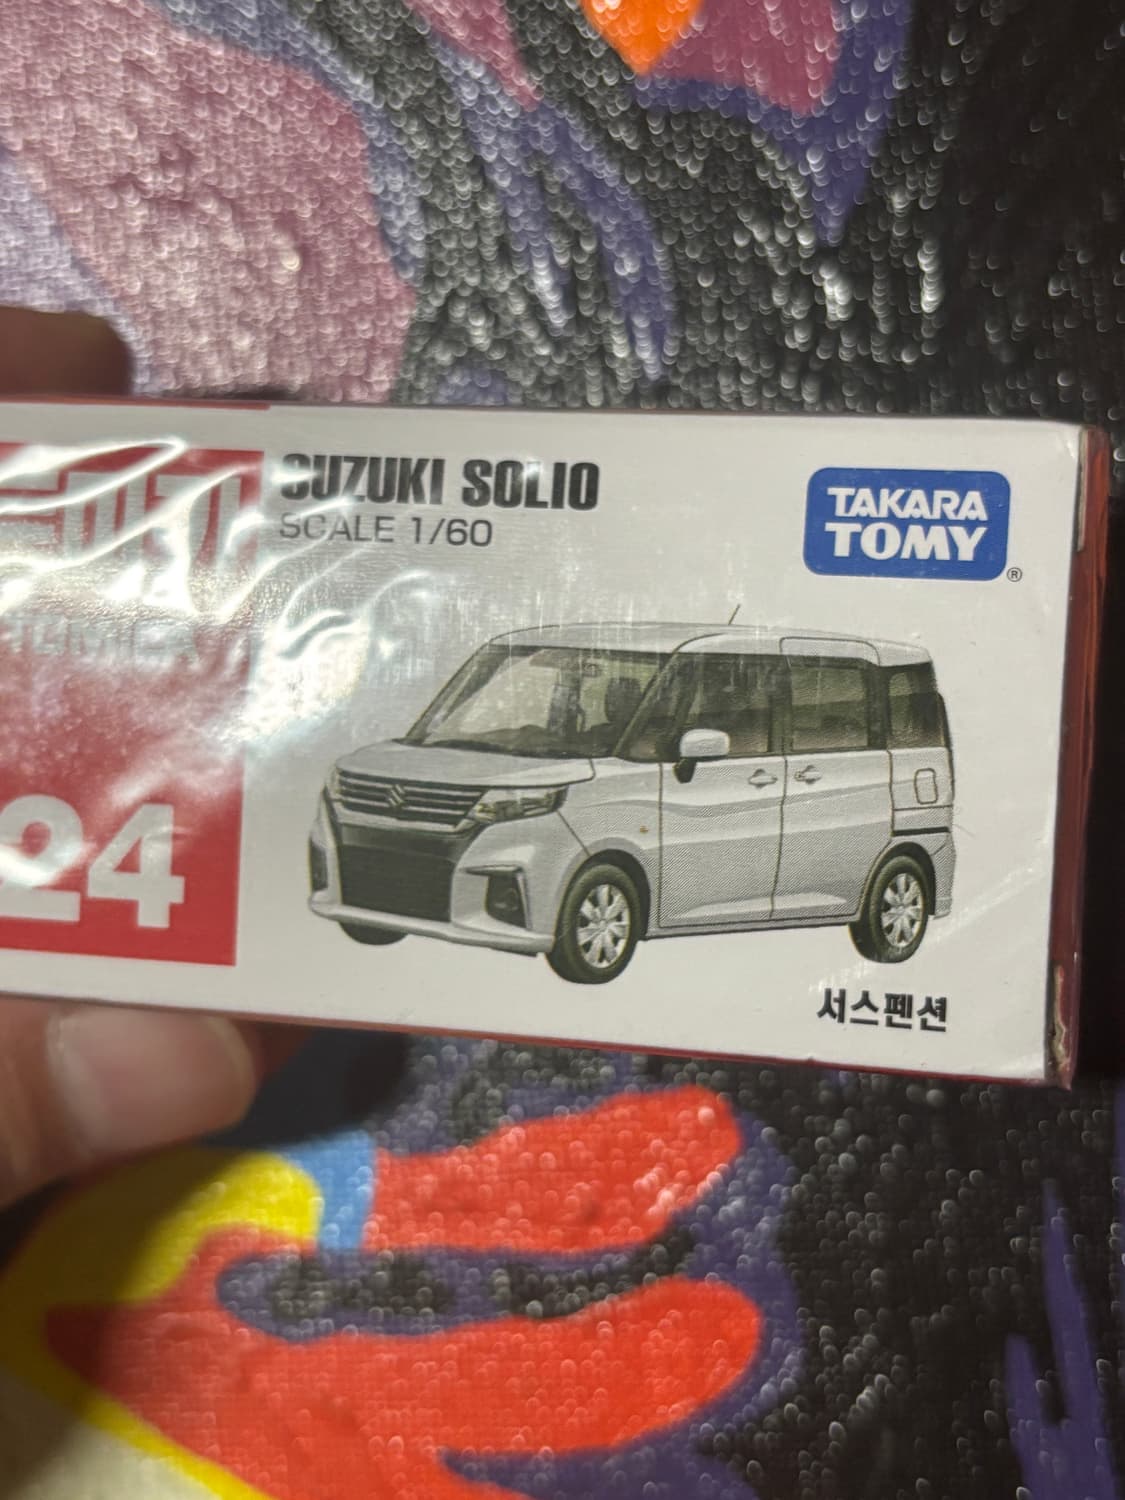 SUZUKI SOLIO
SCALE 1/60
TAKARA
TOMY
®
24
서스펜션